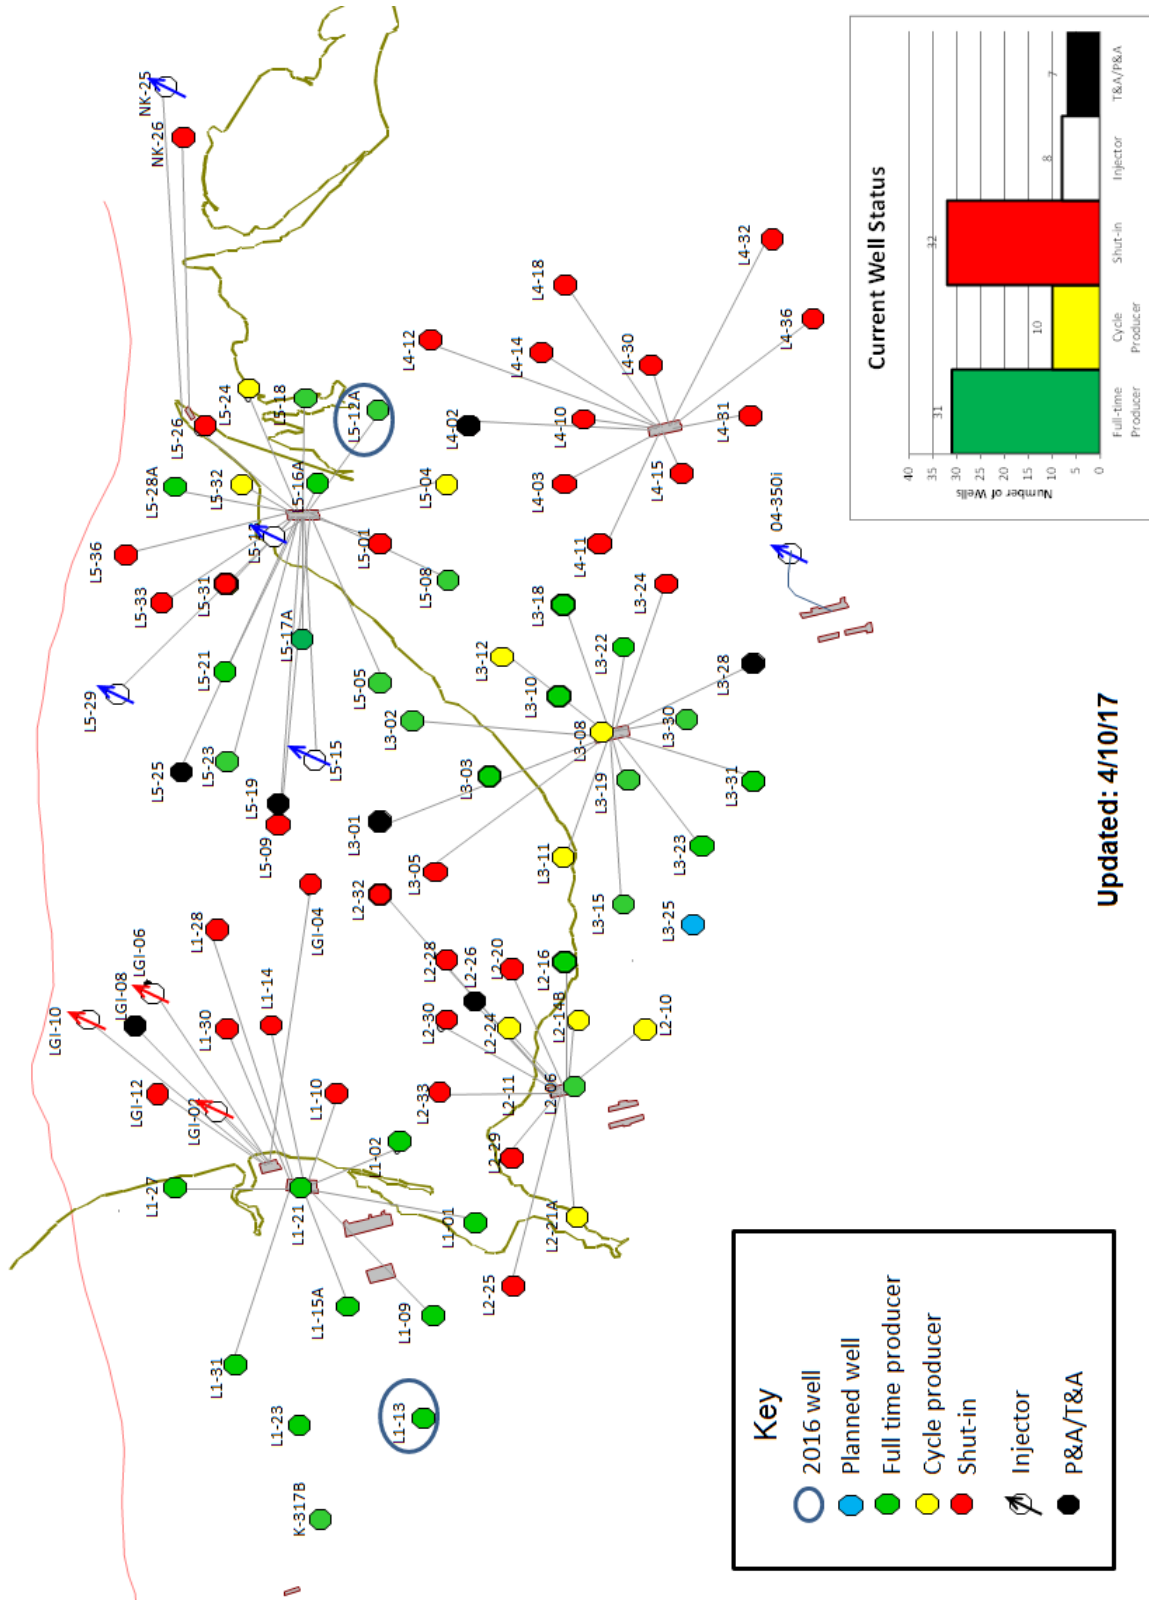 LGI-10
LGI-08
LGI-06
LGI-12
LGI-02
L1-30
L1-28
L1-14
LGI-04
L1-10
L1-02
L1-27
L1-21
L1-01
L1-31
L1-15A
L1-09
L1-23
L1-13
K-317B
NK-25
NK-26
L5-36
L5-28A
L5-26
L5-24
L5-18
L5-12A
L5-32
L5-16A
L5-04
L5-33
L5-31
L5-01
L5-08
L5-29
L5-21
L5-17A
L5-05
L5-25
L5-23
L5-15
L5-19
L5-09
L4-12
L4-18
L4-32
L4-14
L4-30
L4-36
L4-02
L4-10
L4-31
L4-03
L4-15
L4-11
04-350i
L3-18
L3-24
L3-12
L3-22
L3-10
L3-28
L3-02
L3-08
L3-30
L3-03
L3-19
L3-31
L3-01
L3-05
L3-11
L3-23
L3-15
L3-25
L2-32
L2-28
L2-26
L2-20
L2-16
L2-30
L2-24
L2-14B
L2-10
L2-33
L2-11
L2-06
L2-29
L2-21A
L2-25
Updated: 4/10/17
Key
2016 well
Planned well
Full time producer
Cycle producer
Shut-in
Injector
P&A/T&A
Current Well Status
Number of Wells
40
35
30
25
20
15
10
5
0
31
10
32
8
7
Full-time
Producer
Cycle
Producer
Shut-in
Injector
T&A/P&A